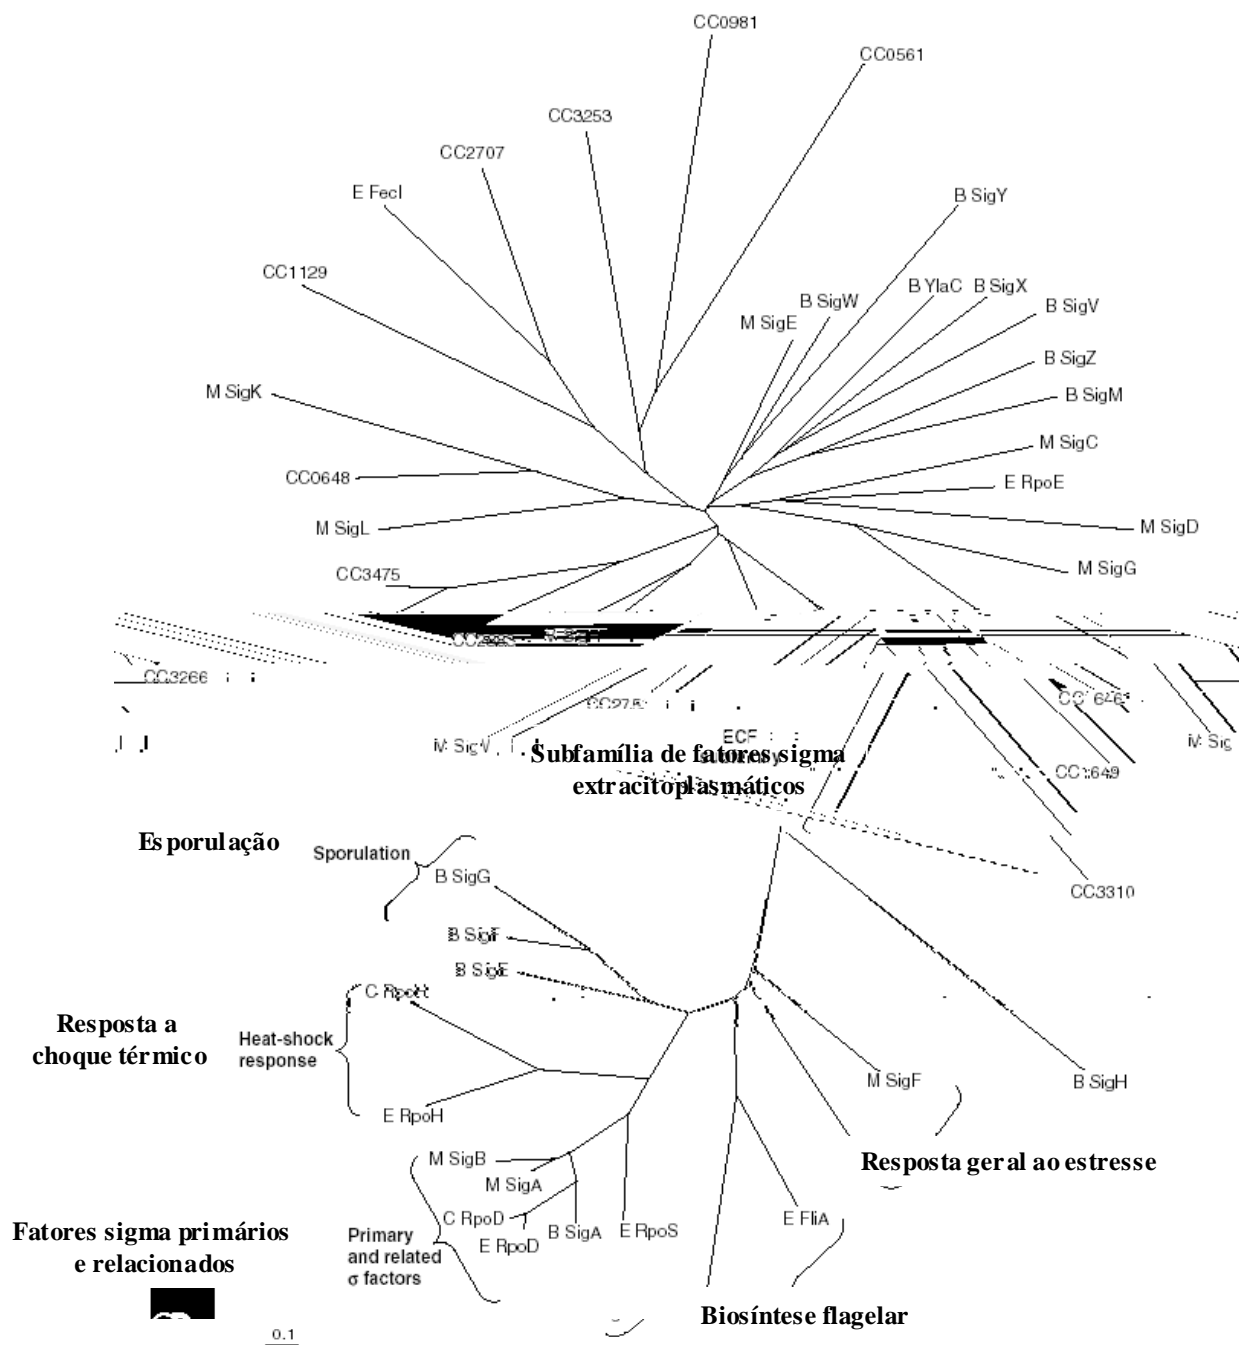 CC0981
CC0561
CC3253
CC2707
E FecI
B SigY
CC1129
B YlaC
B SigX
B SigW
M SigE
B SigV
B SigZ
M SigK
B SigM
M SigC
CC0648
E RpoE
M SigL
M SigD
M SigG
CC3475
CC3266
ECF
Subfamília de fatores sigma
extracitoplasmáticos
Esporulação
Sporulation
B SigG
CC3310
B SigF
B SigE
C RpoH
Resposta a
choque térmico
Heat-shock
response
M SigF
B SigH
E RpoH
M SigB
M SigA
Resposta geral ao estresse
C RpoD
E RpoD
B SigA
E RpoS
E FliA
Fatores sigma primários
e relacionados
Primary
and related
σ factors
Biosíntese flagelar
0.1